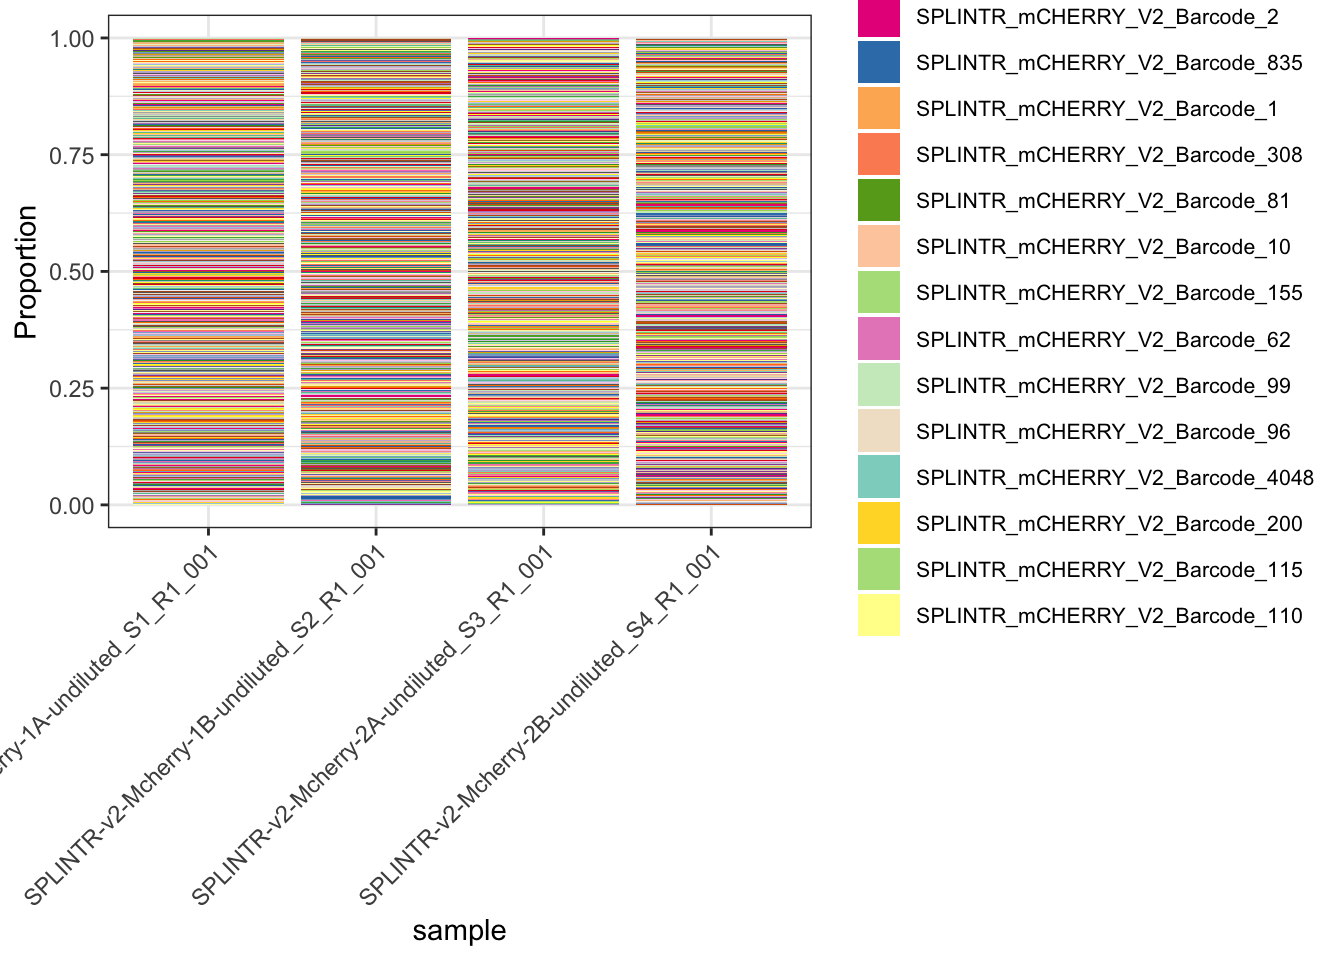 Proportion
1.00
0.75
0.50
0.25
0.00
erry-1A-undiluted_S1_R1_001
SPLINTR-v2-Mcherry-1B-undiluted_S2_R1_001
SPLINTR-v2-Mcherry-2A-undiluted_S3_R1_001
SPLINTR-v2-Mcherry-2B-undiluted_S4_R1_001
sample
SPLINTR_mCHERRY_V2_Barcode_2
SPLINTR_mCHERRY_V2_Barcode_835
SPLINTR_mCHERRY_V2_Barcode_1
SPLINTR_mCHERRY_V2_Barcode_308
SPLINTR_mCHERRY_V2_Barcode_81
SPLINTR_mCHERRY_V2_Barcode_10
SPLINTR_mCHERRY_V2_Barcode_155
SPLINTR_mCHERRY_V2_Barcode_62
SPLINTR_mCHERRY_V2_Barcode_99
SPLINTR_mCHERRY_V2_Barcode_96
SPLINTR_mCHERRY_V2_Barcode_4048
SPLINTR_mCHERRY_V2_Barcode_200
SPLINTR_mCHERRY_V2_Barcode_115
SPLINTR_mCHERRY_V2_Barcode_110